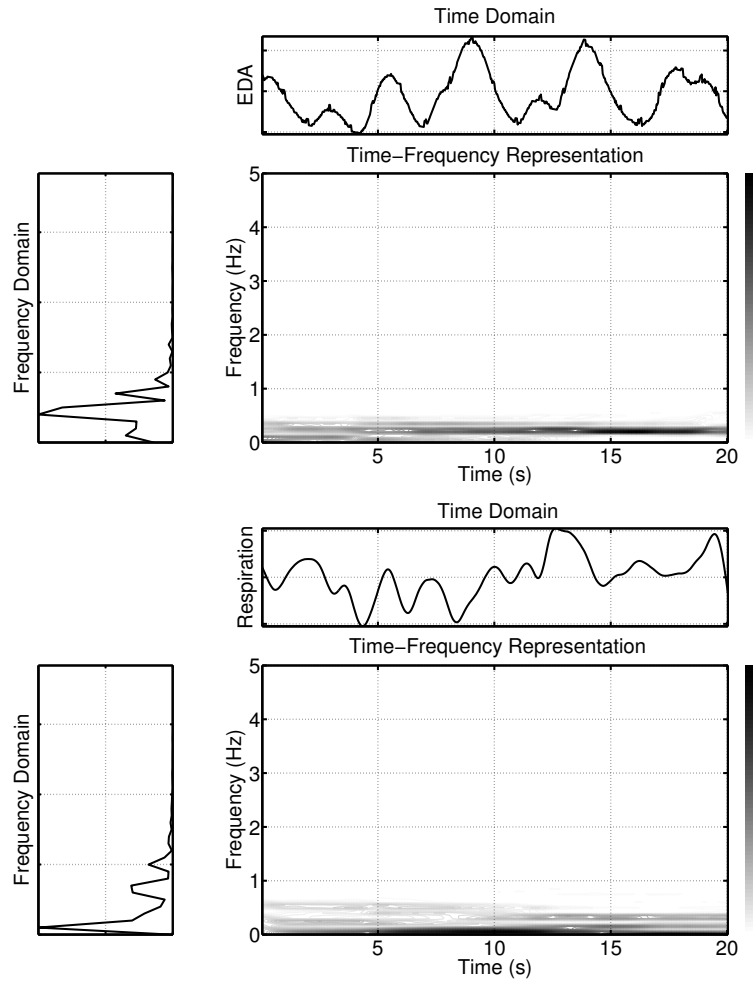 Time Domain
EDA
Time−Frequency Representation
Frequency Domain
Frequency (Hz)
5
4
3
2
1
0
5
10
15
20
Time (s)
Time Domain
Respiration
Time−Frequency Representation
Frequency Domain
Frequency (Hz)
5
4
3
2
1
0
5
10
15
20
Time (s)